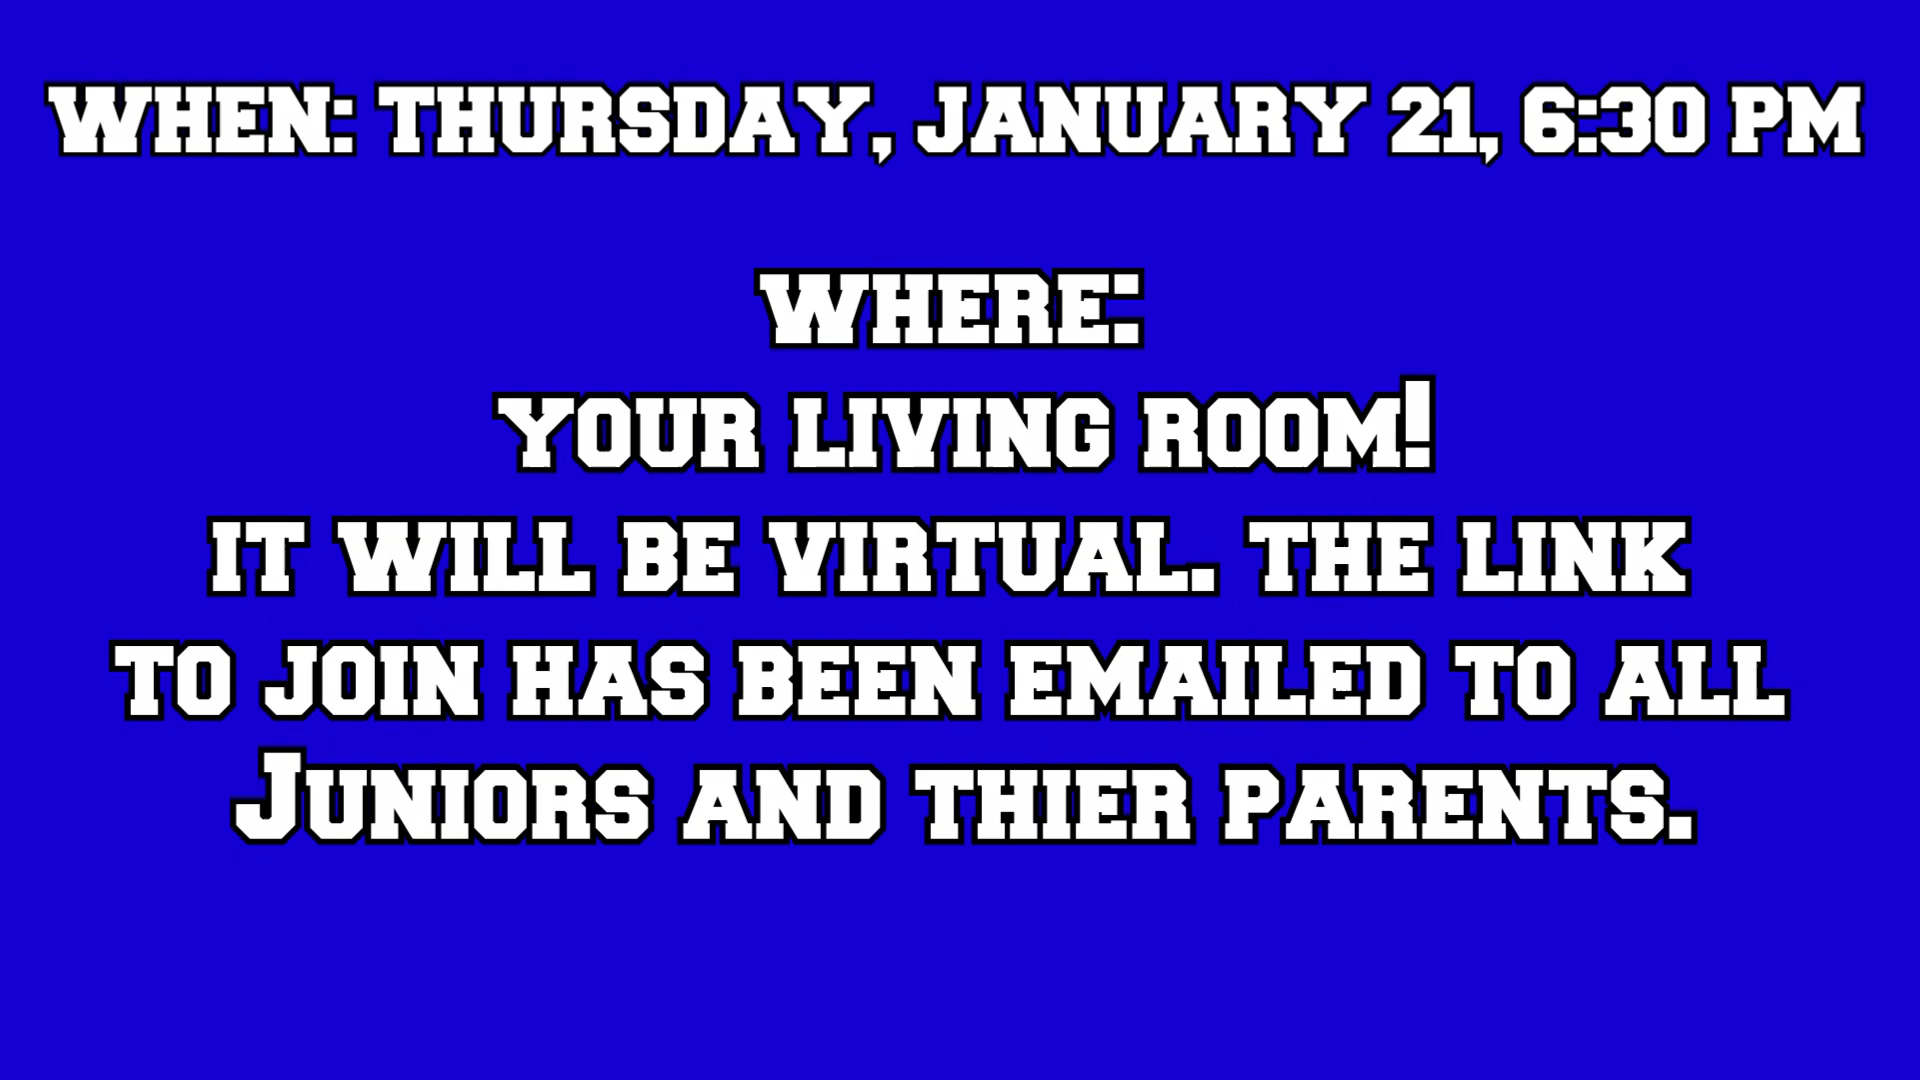 WHEN: THURSDAY, JANUARY 21, 6:30 PM
WHERE:
YOUR LIVING ROOM!
IT WILL BE VIRTUAL. THE LINK
TO JOIN HAS BEEN EMAILED TO ALL
JUNIORS AND THIER PARENTS.